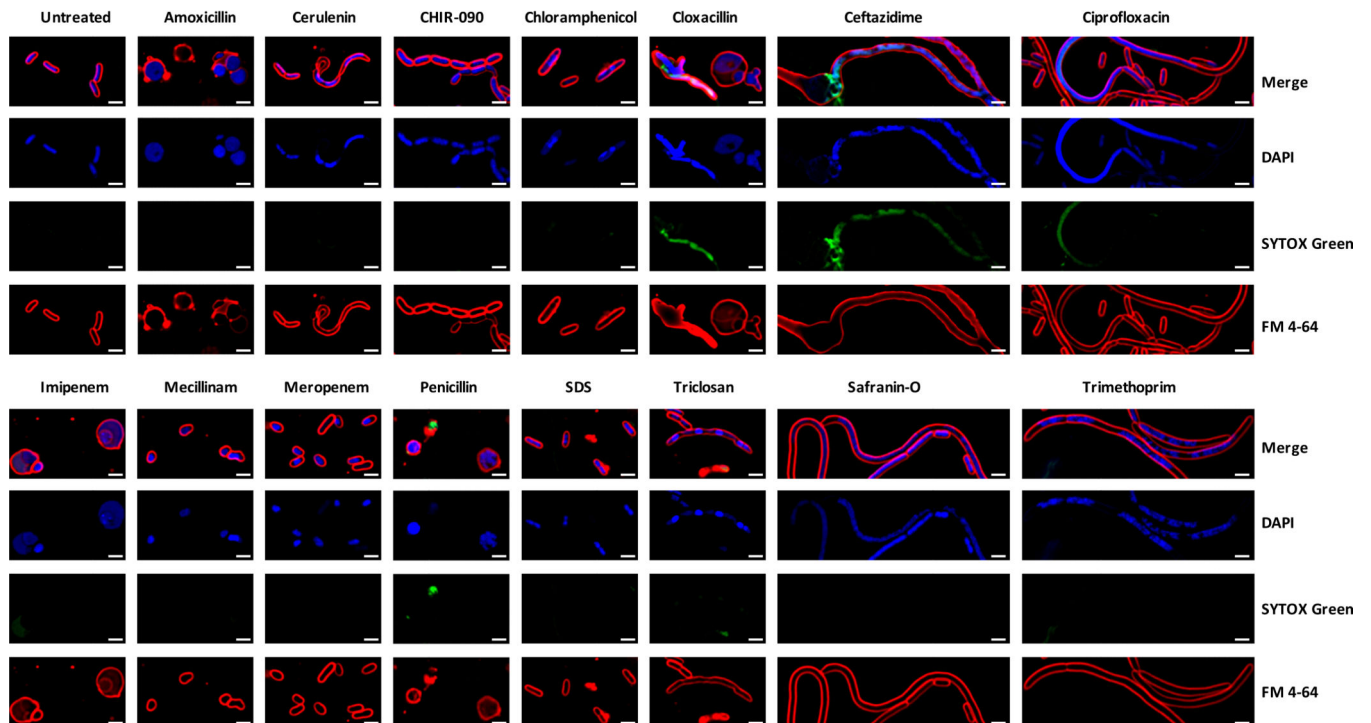 Untreated Amoxicillin Cerulenin CHIR-090 Chloramphenicol Cloxacillin Ceftazidime Ciprofloxacin
Merge
DAPI
SYTOX Green
FM 4-64
Imipenem Mecillinam Meropenem Penicillin SDS Triclosan Safranin-O Trimethoprim
Merge
DAPI
SYTOX Green
FM 4-64